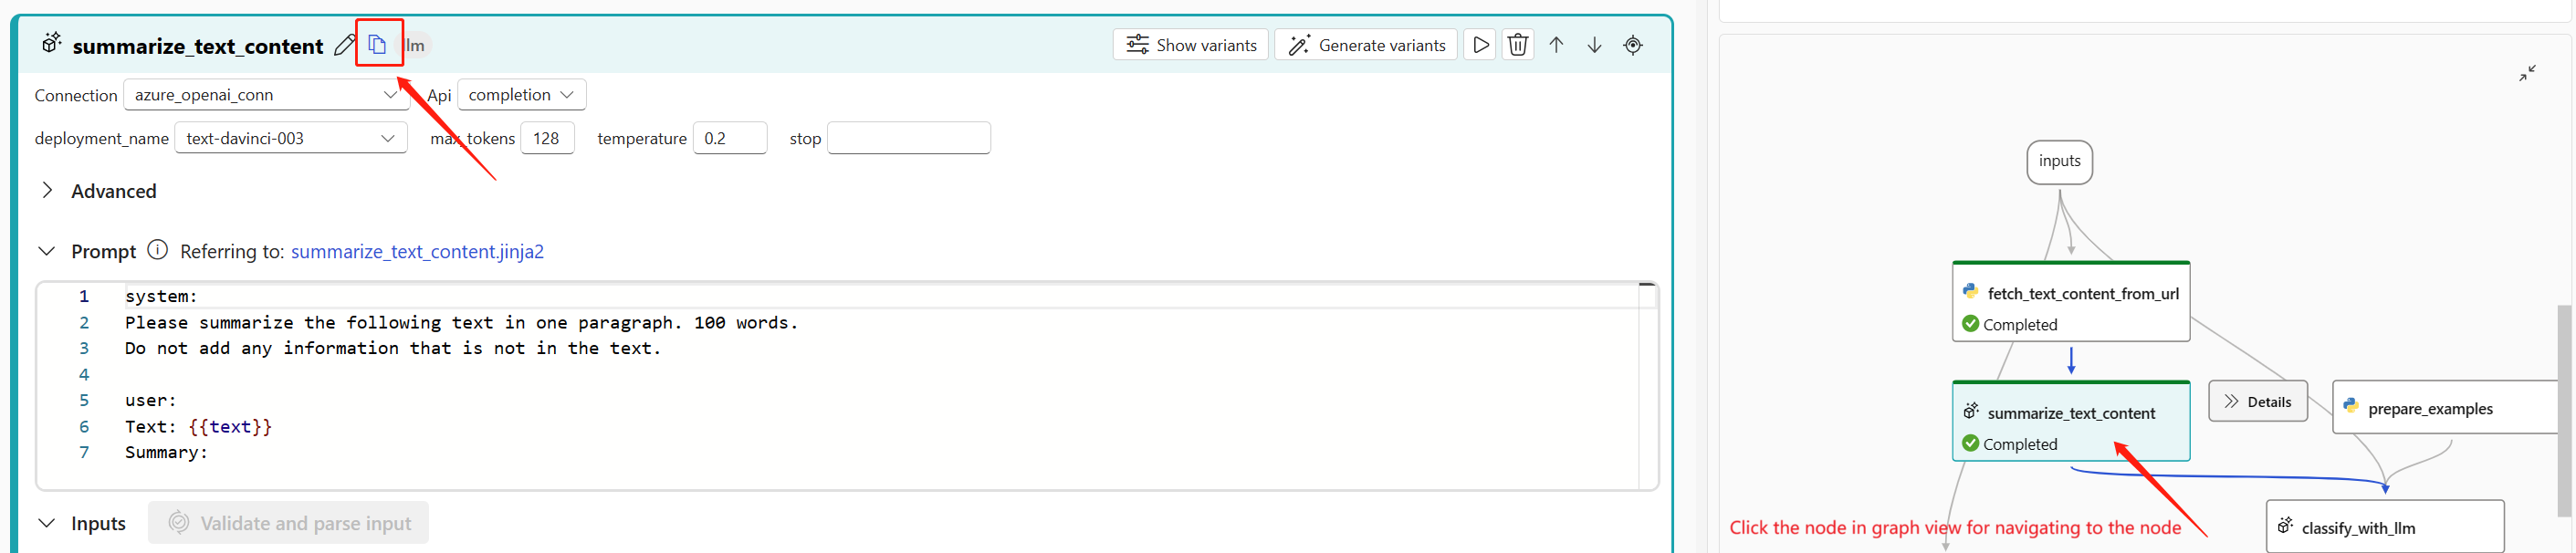 summarize_text_content llm Show variants Generate variants
Connection azure_openai_conn Api completion
deployment_name text-davinci-003 max_tokens 128 temperature 0.2 stop
Advanced
Prompt Referring to: summarize_text_content.jinja2
1 system:
2 Please summarize the following text in one paragraph. 100 words.
3 Do not add any information that is not in the text.
4
5 user:
6 Text: {{text}}
7 Summary:
Inputs Validate and parse input
inputs
fetch_text_content_from_url
Completed
summarize_text_content
Completed
Details
prepare_examples
Click the node in graph view for navigating to the node
classify_with_llm